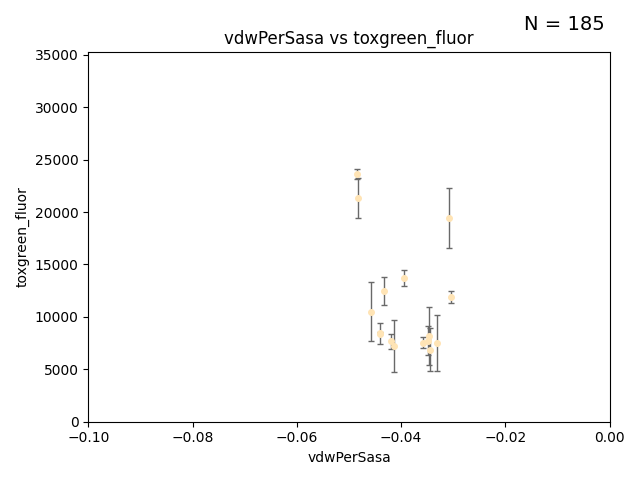 N = 185
vdwPerSasa vs toxgreen_fluor
35000
30000
25000
20000
15000
10000
5000
0
toxgreen_fluor
−0.10 −0.08 −0.06 −0.04 −0.02 0.00
vdwPerSasa